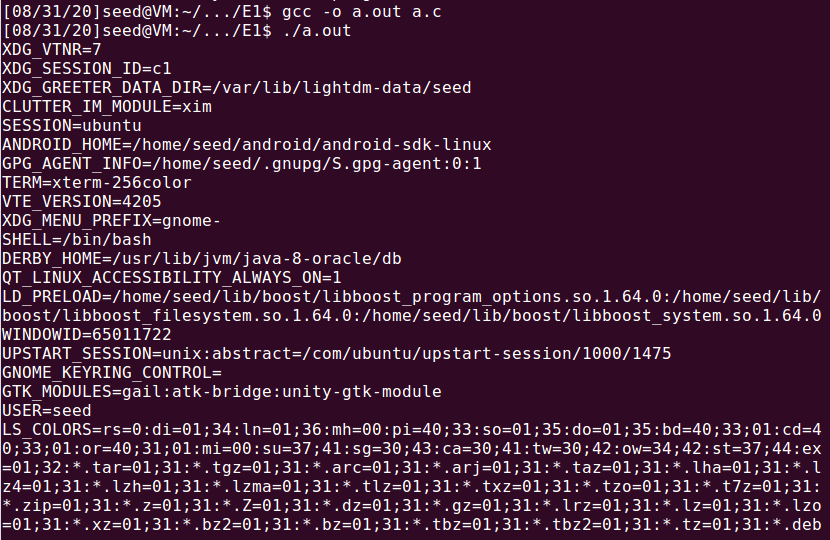 [08/31/20]seed@VM:~/.../E1$ gcc -o a.out a.c
[08/31/20]seed@VM:~/.../E1$ ./a.out
XDG_VTNR=7
XDG_SESSION_ID=c1
XDG_GREETER_DATA_DIR=/var/lib/lightdm-data/seed
CLUTTER_IM_MODULE=xim
SESSION=ubuntu
ANDROID_HOME=/home/seed/android/android-sdk-linux
GPG_AGENT_INFO=/home/seed/.gnupg/S.gpg-agent:0:1
TERM=xterm-256color
VTE_VERSION=4205
XDG_MENU_PREFIX=gnome-
SHELL=/bin/bash
DERBY_HOME=/usr/lib/jvm/java-8-oracle/db
QT_LINUX_ACCESSIBILITY_ALWAYS_ON=1
LD_PRELOAD=/home/seed/lib/boost/libboost_program_options.so.1.64.0:/home/seed/lib/
boost/libboost_filesystem.so.1.64.0:/home/seed/lib/boost/libboost_system.so.1.64.0
WINDOWID=65011722
UPSTART_SESSION=unix:abstract=/com/ubuntu/upstart-session/1000/1475
GNOME_KEYRING_CONTROL=
GTK_MODULES=gail:atk-bridge:unity-gtk-module
USER=seed
LS_COLORS=rs=0:di=01;34:ln=01;36:mh=00:pi=40;33:so=01;35:do=01;35:bd=40;33;01:cd=4
0;33;01:or=40;31;01:mi=00:su=37;41:sg=30;43:ca=30;41:tw=30;42:ow=34;42:st=37;44:ex
=01;32:*.tar=01;31:*.tgz=01;31:*.arc=01;31:*.arj=01;31:*.taz=01;31:*.lha=01;31:*.l
z4=01;31:*.lzh=01;31:*.lzma=01;31:*.tlz=01;31:*.txz=01;31:*.tzo=01;31:*.t7z=01;31:
*.zip=01;31:*.z=01;31:*.Z=01;31:*.dz=01;31:*.gz=01;31:*.lrz=01;31:*.lz=01;31:*.lzo
=01;31:*.xz=01;31:*.bz2=01;31:*.bz=01;31:*.tbz=01;31:*.tbz2=01;31:*.tz=01;31:*.deb